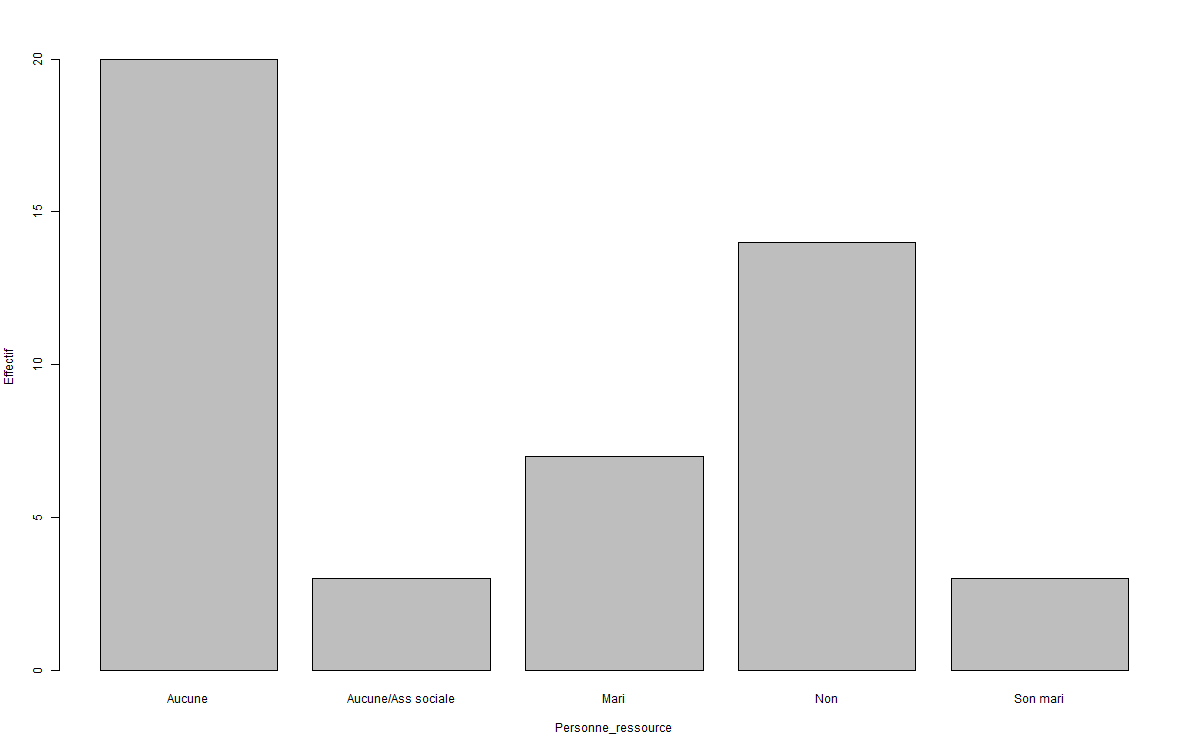 20
15
10
5
0
Effectif
Aucune
Aucune/Ass sociale
Mari
Non
Son mari
Personne_ressource